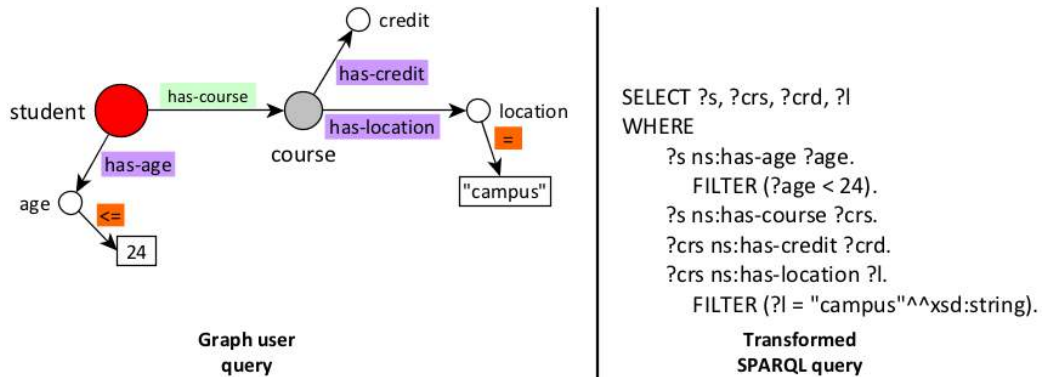 credit
has-credit
student
has-course
location
has-location
=
course
has-age
"campus"
age
<=
24
Graph user
query
SELECT ?s, ?crs, ?crd, ?l
WHERE
?s ns:has-age ?age.
FILTER (?age < 24).
?s ns:has-course ?crs.
?crs ns:has-credit ?crd.
?crs ns:has-location ?l.
FILTER (?l = "campus"^^xsd:string).
Transformed
SPARQL query